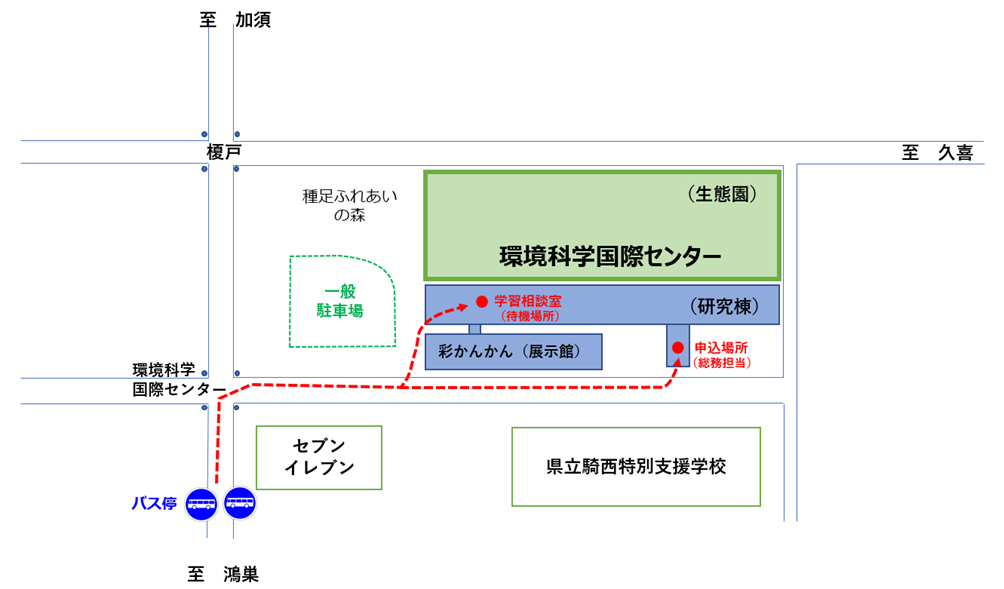 至 加須
榎戸
至 久喜
種足ふれあい
の森
(生態園)
環境科学国際センター
一般
駐車場
学習相談室
(待機場所)
(研究棟)
彩かんかん(展示館)
申込場所
(総務担当)
環境科学
国際センター
セブン
イレブン
県立騎西特別支援学校
バス停
至 鴻巣